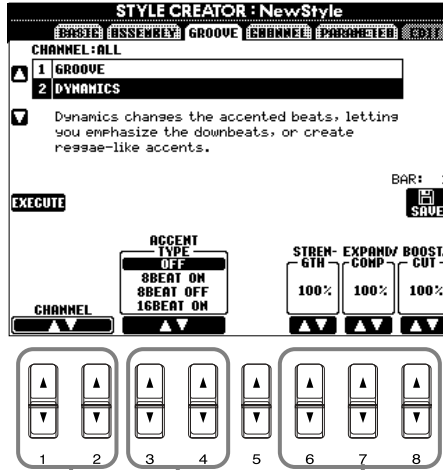 STYLE CREATOR : NewStyle
BASIC ASSEMBLY GROOVE CHANNEL PARAMETER EDIT
CHANNEL:ALL
1 GROOVE
2 DYNAMICS
Dynamics changes the accented beats, letting
you emphasize the downbeats, or create
reggae-like accents.
BAR:
EXECUTE
SAVE
ACCENT
TYPE
OFF
8BEAT ON
8BEAT OFF
16BEAT ON
STREN-
GTH
100%
EXPAND/
COMP
100%
BOOST/
CUT
100%
CHANNEL
1 2 3 4 5 6 7 8